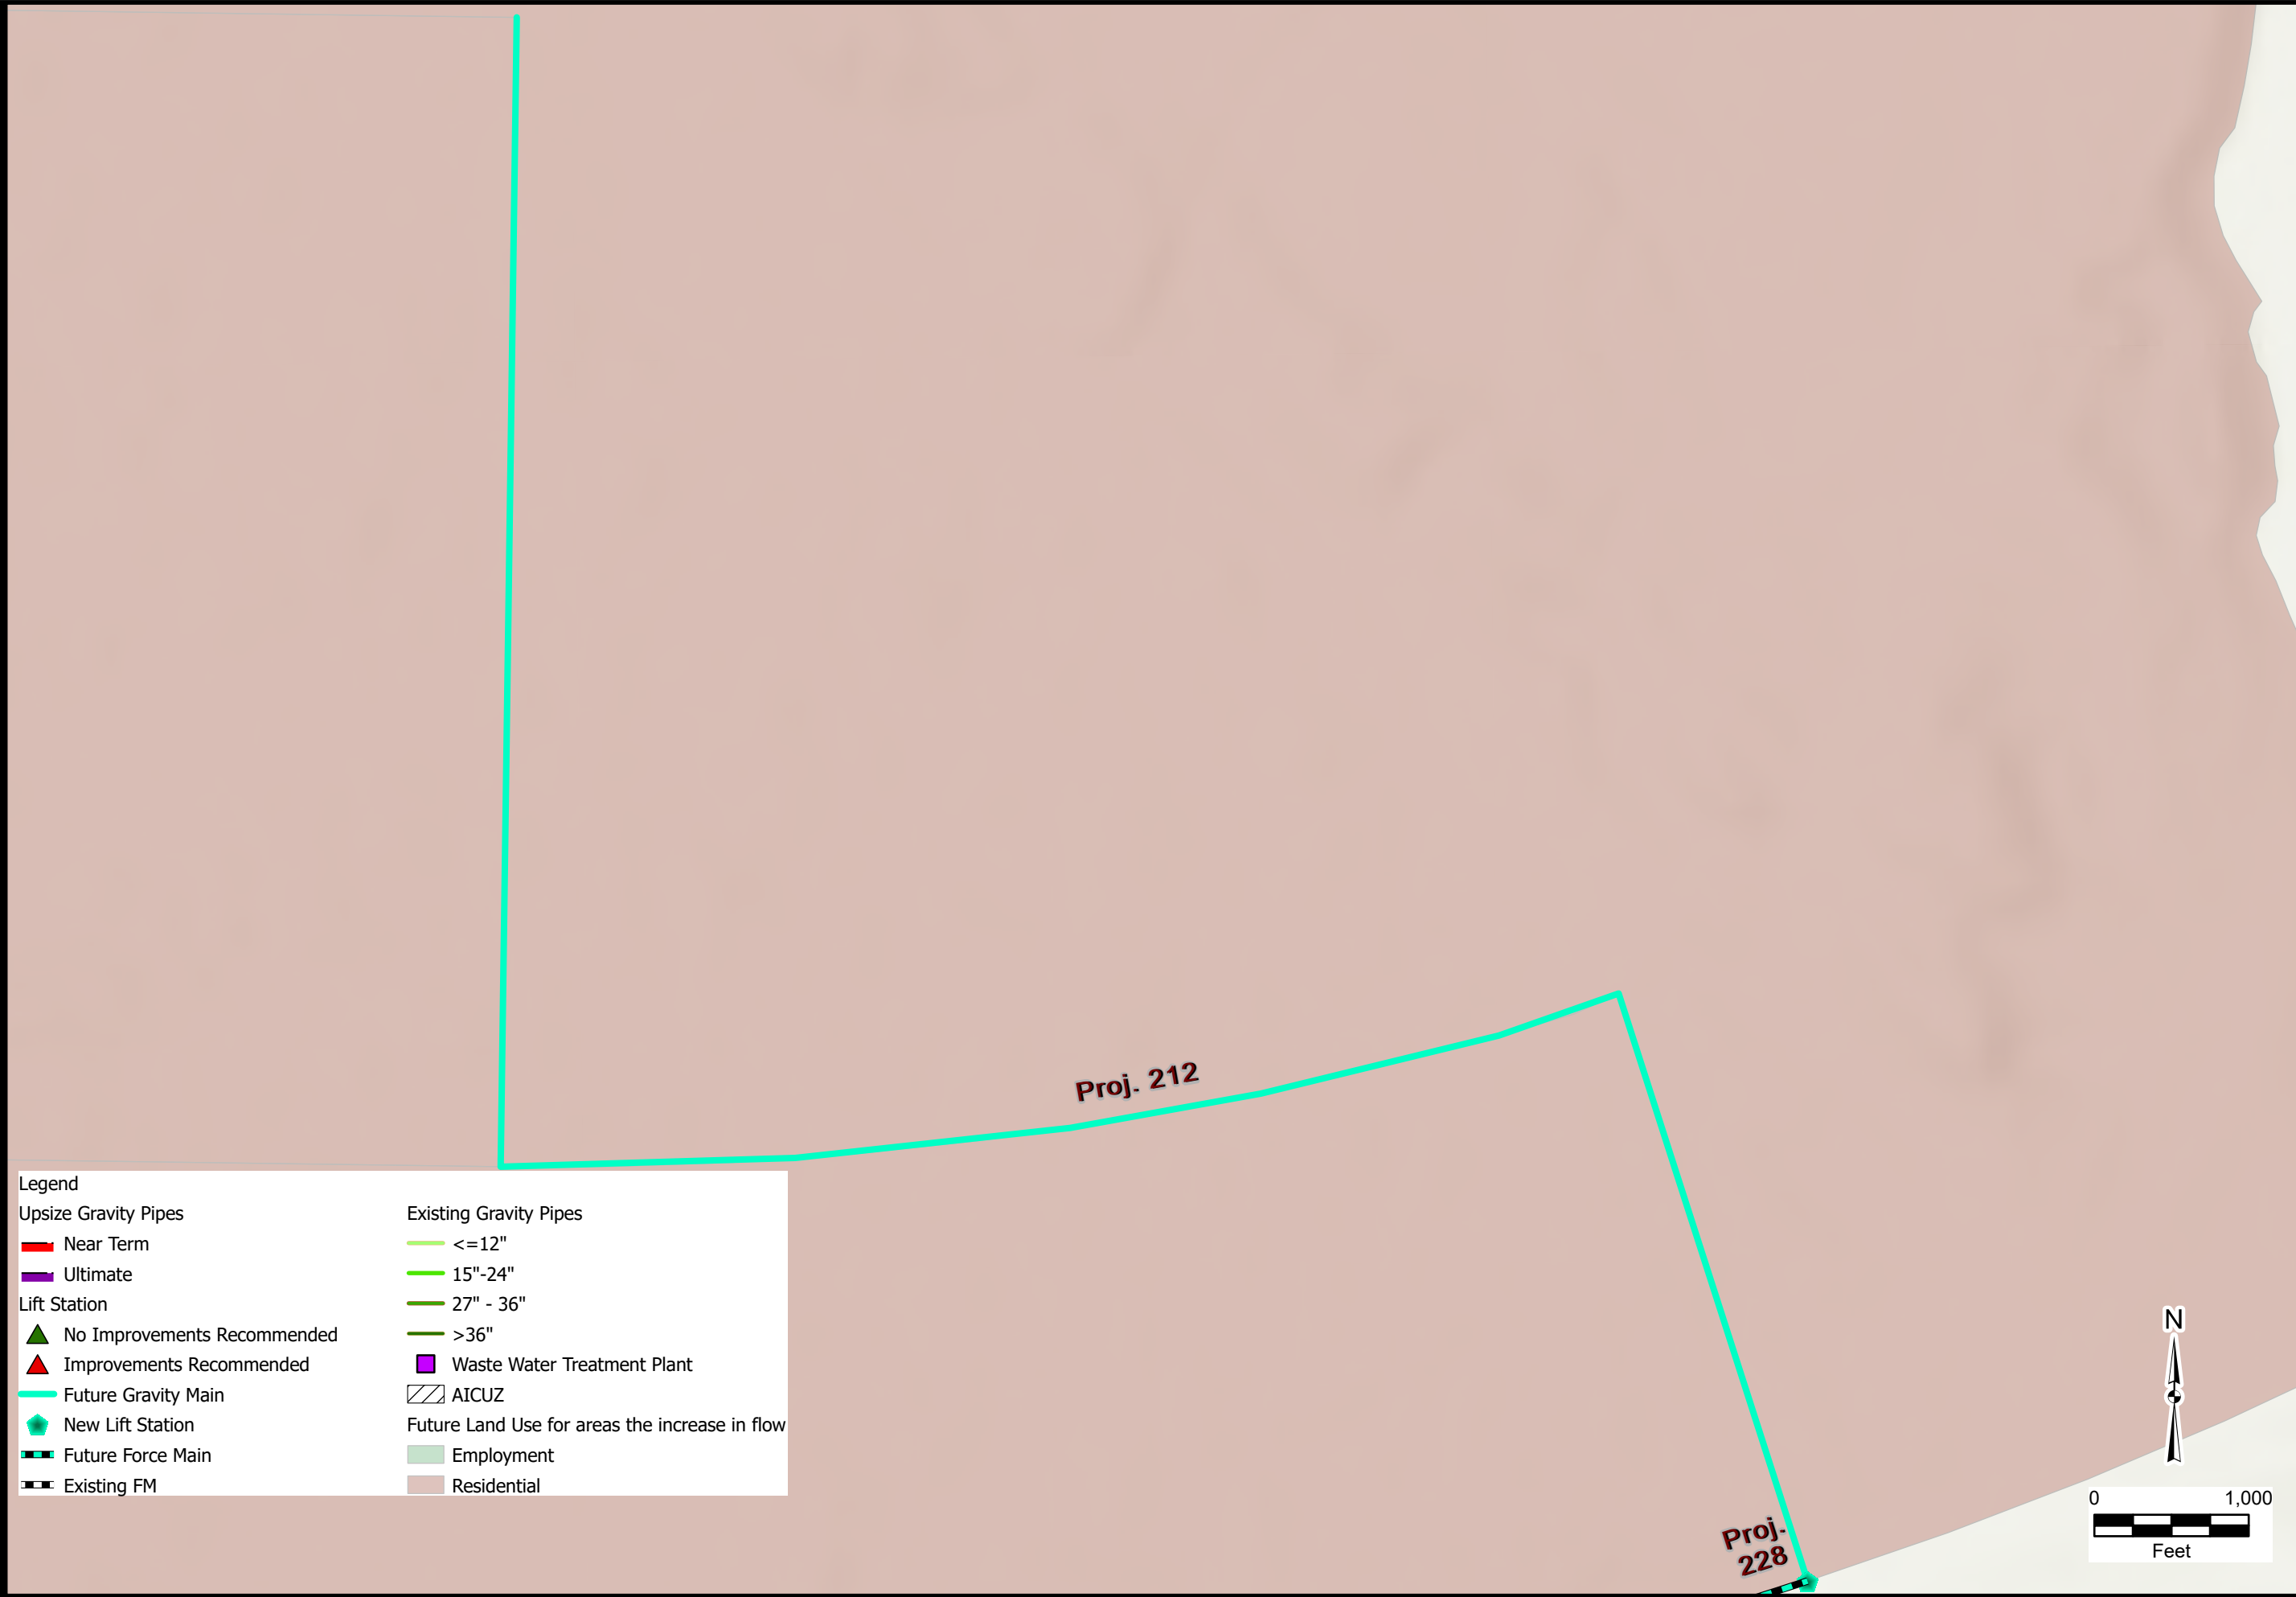 Proj. 212
Legend
Upsize Gravity Pipes
Near Term
Ultimate
Lift Station
No Improvements Recommended
Improvements Recommended
Future Gravity Main
New Lift Station
Future Force Main
Existing FM
Existing Gravity Pipes
<=12"
15"-24"
27" - 36"
>36"
Waste Water Treatment Plant
AICUZ
Future Land Use for areas the increase in flow
Employment
Residential
N
0 1,000
Feet
Proj.
228